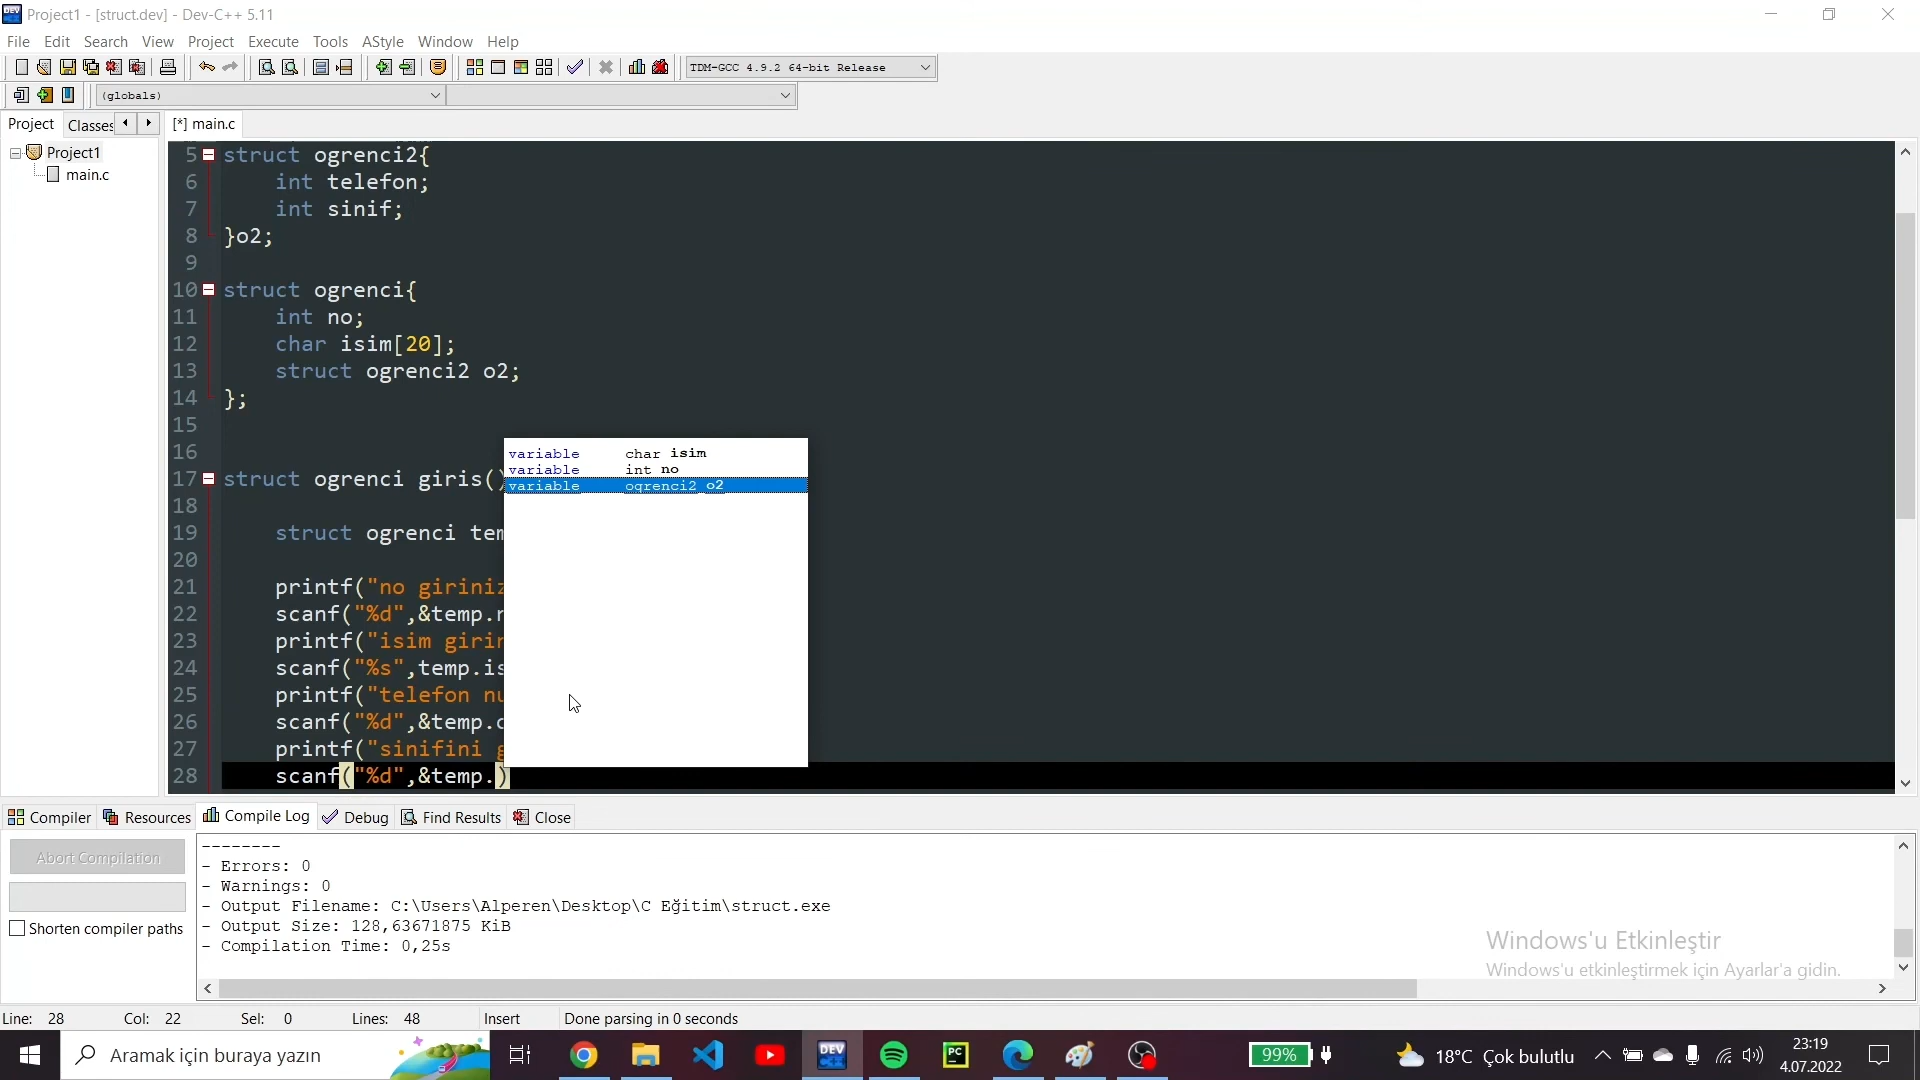 Project1 - [struct.dev] - Dev-C++ 5.11
File Edit Search View Project Execute Tools AStyle Window Help
TDM-GCC 4.9.2 64-bit Release
(globals)
Project Classes [*] main.c
Project1
main.c
5 struct ogrenci2{
6 int telefon;
7 int sinif;
8 }o2;
9
10 struct ogrenci{
11 int no;
12 char isim[20];
13 struct ogrenci2 o2;
14 };
15
16
17 struct ogrenci giris()
18
19 struct ogrenci tem
20
21 printf("no giriniz
22 scanf("%d",&temp.n
23 printf("isim girin
24 scanf("%s",temp.is
25 printf("telefon nu
26 scanf("%d",&temp.o
27 printf("sinifini g
28 scanf("%d",&temp.)
variable char isim
variable int no
variable ogrenci2 o2
Compiler Resources Compile Log Debug Find Results Close
Abort Compilation
Shorten compiler paths
--------
- Errors: 0
- Warnings: 0
- Output Filename: C:\Users\Alperen\Desktop\C Eğitim\struct.exe
- Output Size: 128,63671875 KiB
- Compilation Time: 0,25s
Windows'u Etkinleştir
Windows'u etkinleştirmek için Ayarlar'a gidin.
Line: 28 Col: 22 Sel: 0 Lines: 48 Insert Done parsing in 0 seconds
Aramak için buraya yazın
DEV
PC
99%
18°C Çok bulutlu
23:19
4.07.2022